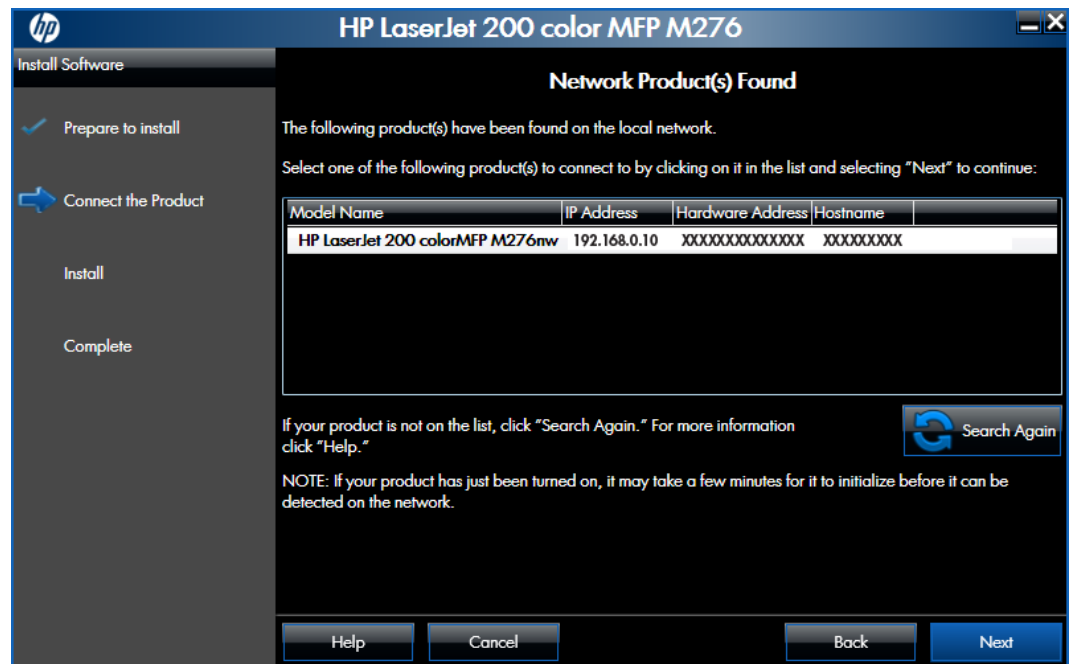 hp
HP LaserJet 200 color MFP M276
Install Software
Prepare to install
Connect the Product
Install
Complete
Network Product(s) Found
The following product(s) have been found on the local network.
Select one of the following product(s) to connect to by clicking on it in the list and selecting "Next" to continue:
Model Name IP Address Hardware Address Hostname
HP LaserJet 200 colorMFP M276nw 192.168.0.10 XXXXXXXXXXXXXX XXXXXXXXX
If your product is not on the list, click "Search Again." For more information
click "Help."
Search Again
NOTE: If your product has just been turned on, it may take a few minutes for it to initialize before it can be
detected on the network.
Help Cancel Back Next